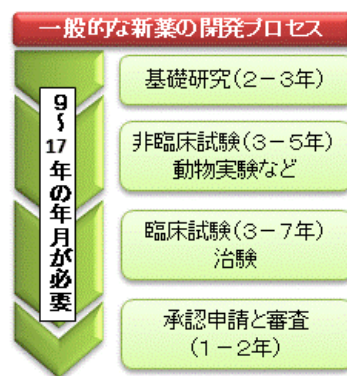 一般的な新薬の開発プロセス
9～17年の年月が必要
基礎研究(2－3年)
非臨床試験(3－5年)
動物実験など
臨床試験(3－7年)
治験
承認申請と審査
(1－2年)